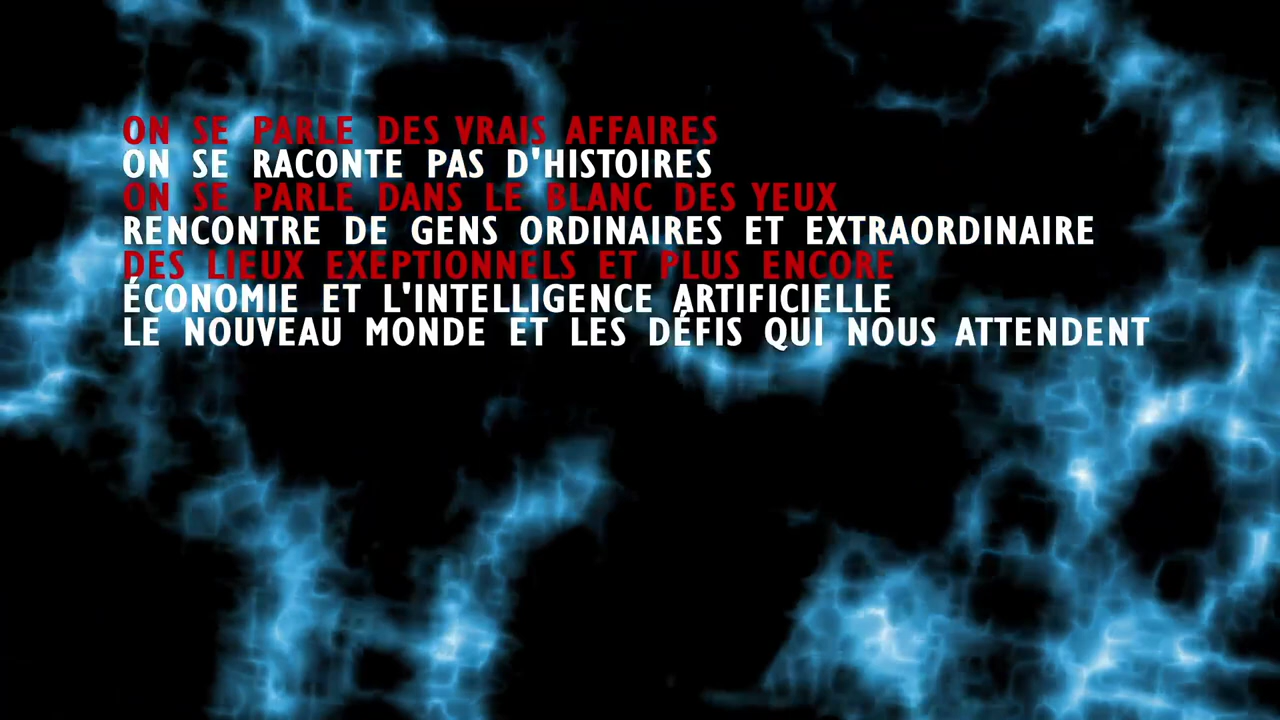 ON SE PARLE DES VRAIS AFFAIRES
ON SE RACONTE PAS D'HISTOIRES
ON SE PARLE DANS LE BLANC DES YEUX
RENCONTRE DE GENS ORDINAIRES ET EXTRAORDINAIRE
DES LIEUX EXEPTIONNELS ET PLUS ENCORE
ÉCONOMIE ET L'INTELLIGENCE ARTIFICIELLE
LE NOUVEAU MONDE ET LES DÉFIS QUI NOUS ATTENDENT